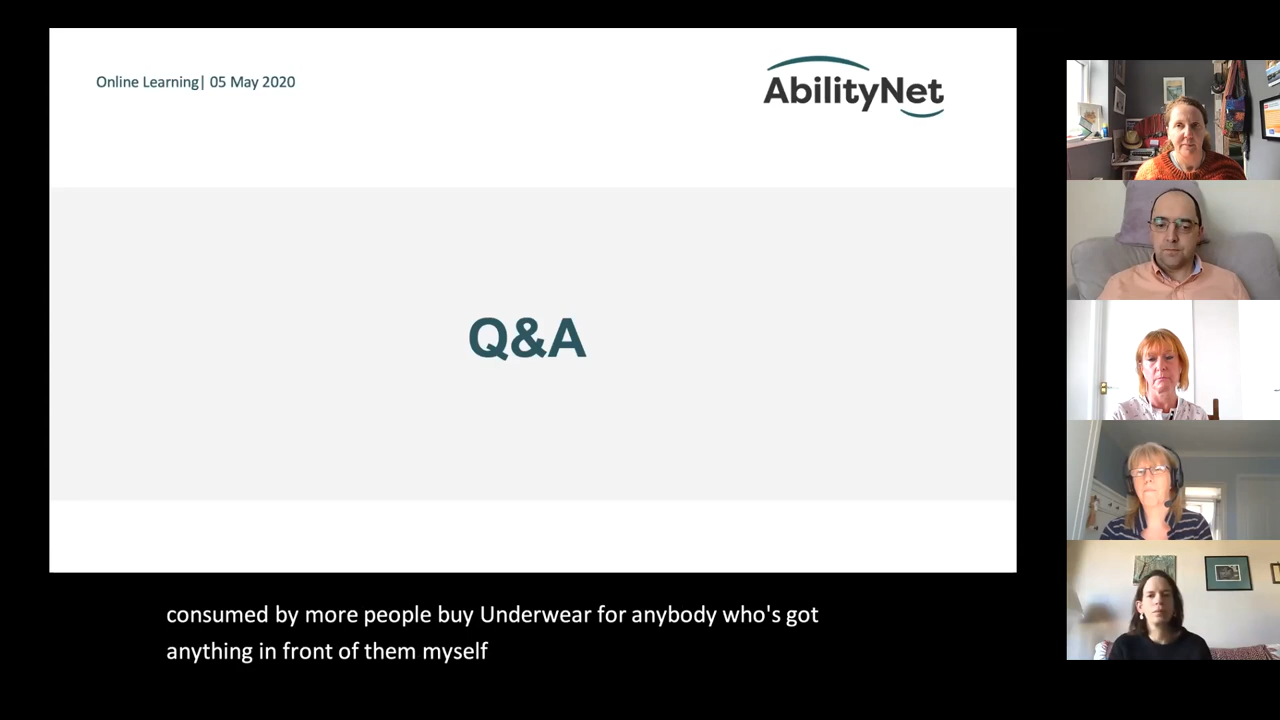 Online Learning| 05 May 2020
AbilityNet
Q&A
consumed by more people buy Underwear for anybody who's got
anything in front of them myself